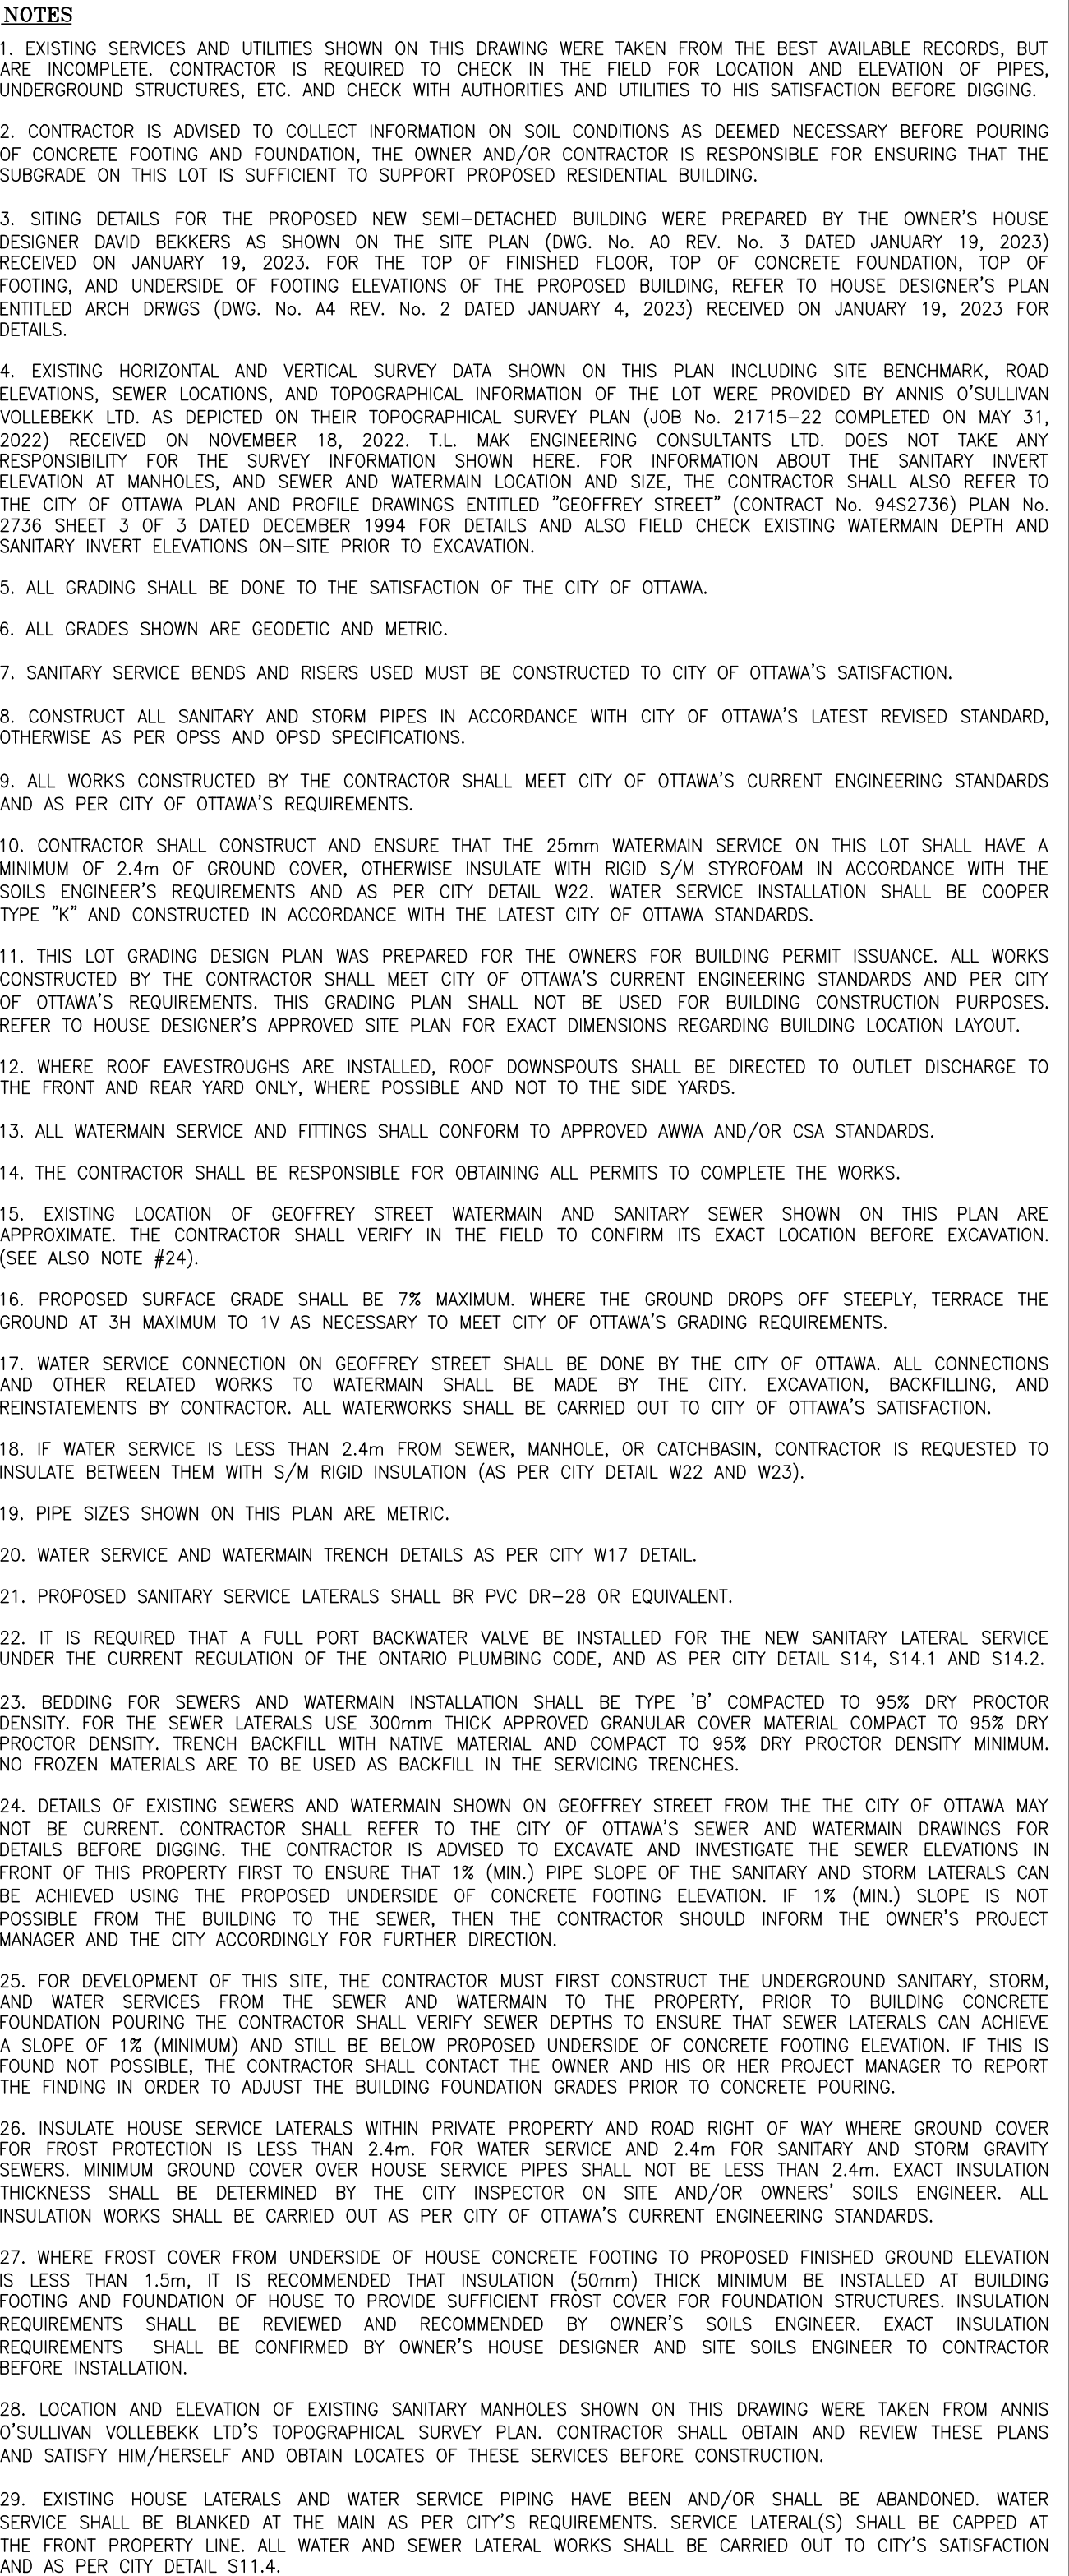 NOTES
1. EXISTING SERVICES AND UTILITIES SHOWN ON THIS DRAWING WERE TAKEN FROM THE BEST AVAILABLE RECORDS, BUT
ARE INCOMPLETE. CONTRACTOR IS REQUIRED TO CHECK IN THE FIELD FOR LOCATION AND ELEVATION OF PIPES,
UNDERGROUND STRUCTURES, ETC. AND CHECK WITH AUTHORITIES AND UTILITIES TO HIS SATISFACTION BEFORE DIGGING.
2. CONTRACTOR IS ADVISED TO COLLECT INFORMATION ON SOIL CONDITIONS AS DEEMED NECESSARY BEFORE POURING
OF CONCRETE FOOTING AND FOUNDATION, THE OWNER AND/OR CONTRACTOR IS RESPONSIBLE FOR ENSURING THAT THE
SUBGRADE ON THIS LOT IS SUFFICIENT TO SUPPORT PROPOSED RESIDENTIAL BUILDING.
3. SITING DETAILS FOR THE PROPOSED NEW SEMI-DETACHED BUILDING WERE PREPARED BY THE OWNER'S HOUSE
DESIGNER DAVID BEKKERS AS SHOWN ON THE SITE PLAN (DWG. No. A0 REV. No. 3 DATED JANUARY 19, 2023)
RECEIVED ON JANUARY 19, 2023. FOR THE TOP OF FINISHED FLOOR, TOP OF CONCRETE FOUNDATION, TOP OF
FOOTING, AND UNDERSIDE OF FOOTING ELEVATIONS OF THE PROPOSED BUILDING, REFER TO HOUSE DESIGNER'S PLAN
ENTITLED ARCH DRWGS (DWG. No. A4 REV. No. 2 DATED JANUARY 4, 2023) RECEIVED ON JANUARY 19, 2023 FOR
DETAILS.
4. EXISTING HORIZONTAL AND VERTICAL SURVEY DATA SHOWN ON THIS PLAN INCLUDING SITE BENCHMARK, ROAD
ELEVATIONS, SEWER LOCATIONS, AND TOPOGRAPHICAL INFORMATION OF THE LOT WERE PROVIDED BY ANNIS O'SULLIVAN
VOLLEBEKK LTD. AS DEPICTED ON THEIR TOPOGRAPHICAL SURVEY PLAN (JOB No. 21715-22 COMPLETED ON MAY 31,
2022) RECEIVED ON NOVEMBER 18, 2022. T.L. MAK ENGINEERING CONSULTANTS LTD. DOES NOT TAKE ANY
RESPONSIBILITY FOR THE SURVEY INFORMATION SHOWN HERE. FOR INFORMATION ABOUT THE SANITARY INVERT
ELEVATION AT MANHOLES, AND SEWER AND WATERMAIN LOCATION AND SIZE, THE CONTRACTOR SHALL ALSO REFER TO
THE CITY OF OTTAWA PLAN AND PROFILE DRAWINGS ENTITLED "GEOFFREY STREET" (CONTRACT No. 94S2736) PLAN No.
2736 SHEET 3 OF 3 DATED DECEMBER 1994 FOR DETAILS AND ALSO FIELD CHECK EXISTING WATERMAIN DEPTH AND
SANITARY INVERT ELEVATIONS ON-SITE PRIOR TO EXCAVATION.
5. ALL GRADING SHALL BE DONE TO THE SATISFACTION OF THE CITY OF OTTAWA.
6. ALL GRADES SHOWN ARE GEODETIC AND METRIC.
7. SANITARY SERVICE BENDS AND RISERS USED MUST BE CONSTRUCTED TO CITY OF OTTAWA'S SATISFACTION.
8. CONSTRUCT ALL SANITARY AND STORM PIPES IN ACCORDANCE WITH CITY OF OTTAWA'S LATEST REVISED STANDARD,
OTHERWISE AS PER OPSS AND OPSD SPECIFICATIONS.
9. ALL WORKS CONSTRUCTED BY THE CONTRACTOR SHALL MEET CITY OF OTTAWA'S CURRENT ENGINEERING STANDARDS
AND AS PER CITY OF OTTAWA'S REQUIREMENTS.
10. CONTRACTOR SHALL CONSTRUCT AND ENSURE THAT THE 25mm WATERMAIN SERVICE ON THIS LOT SHALL HAVE A
MINIMUM OF 2.4m OF GROUND COVER, OTHERWISE INSULATE WITH RIGID S/M STYROFOAM IN ACCORDANCE WITH THE
SOILS ENGINEER'S REQUIREMENTS AND AS PER CITY DETAIL W22. WATER SERVICE INSTALLATION SHALL BE COOPER
TYPE "K" AND CONSTRUCTED IN ACCORDANCE WITH THE LATEST CITY OF OTTAWA STANDARDS.
11. THIS LOT GRADING DESIGN PLAN WAS PREPARED FOR THE OWNERS FOR BUILDING PERMIT ISSUANCE. ALL WORKS
CONSTRUCTED BY THE CONTRACTOR SHALL MEET CITY OF OTTAWA'S CURRENT ENGINEERING STANDARDS AND PER CITY
OF OTTAWA'S REQUIREMENTS. THIS GRADING PLAN SHALL NOT BE USED FOR BUILDING CONSTRUCTION PURPOSES.
REFER TO HOUSE DESIGNER'S APPROVED SITE PLAN FOR EXACT DIMENSIONS REGARDING BUILDING LOCATION LAYOUT.
12. WHERE ROOF EAVESTROUGHS ARE INSTALLED, ROOF DOWNSPOUTS SHALL BE DIRECTED TO OUTLET DISCHARGE TO
THE FRONT AND REAR YARD ONLY, WHERE POSSIBLE AND NOT TO THE SIDE YARDS.
13. ALL WATERMAIN SERVICE AND FITTINGS SHALL CONFORM TO APPROVED AWWA AND/OR CSA STANDARDS.
14. THE CONTRACTOR SHALL BE RESPONSIBLE FOR OBTAINING ALL PERMITS TO COMPLETE THE WORKS.
15. EXISTING LOCATION OF GEOFFREY STREET WATERMAIN AND SANITARY SEWER SHOWN ON THIS PLAN ARE
APPROXIMATE. THE CONTRACTOR SHALL VERIFY IN THE FIELD TO CONFIRM ITS EXACT LOCATION BEFORE EXCAVATION.
(SEE ALSO NOTE #24).
16. PROPOSED SURFACE GRADE SHALL BE 7% MAXIMUM. WHERE THE GROUND DROPS OFF STEEPLY, TERRACE THE
GROUND AT 3H MAXIMUM TO 1V AS NECESSARY TO MEET CITY OF OTTAWA'S GRADING REQUIREMENTS.
17. WATER SERVICE CONNECTION ON GEOFFREY STREET SHALL BE DONE BY THE CITY OF OTTAWA. ALL CONNECTIONS
AND OTHER RELATED WORKS TO WATERMAIN SHALL BE MADE BY THE CITY. EXCAVATION, BACKFILLING, AND
REINSTATEMENTS BY CONTRACTOR. ALL WATERWORKS SHALL BE CARRIED OUT TO CITY OF OTTAWA'S SATISFACTION.
18. IF WATER SERVICE IS LESS THAN 2.4m FROM SEWER, MANHOLE, OR CATCHBASIN, CONTRACTOR IS REQUESTED TO
INSULATE BETWEEN THEM WITH S/M RIGID INSULATION (AS PER CITY DETAIL W22 AND W23).
19. PIPE SIZES SHOWN ON THIS PLAN ARE METRIC.
20. WATER SERVICE AND WATERMAIN TRENCH DETAILS AS PER CITY W17 DETAIL.
21. PROPOSED SANITARY SERVICE LATERALS SHALL BR PVC DR-28 OR EQUIVALENT.
22. IT IS REQUIRED THAT A FULL PORT BACKWATER VALVE BE INSTALLED FOR THE NEW SANITARY LATERAL SERVICE
UNDER THE CURRENT REGULATION OF THE ONTARIO PLUMBING CODE, AND AS PER CITY DETAIL S14, S14.1 AND S14.2.
23. BEDDING FOR SEWERS AND WATERMAIN INSTALLATION SHALL BE TYPE 'B' COMPACTED TO 95% DRY PROCTOR
DENSITY. FOR THE SEWER LATERALS USE 300mm THICK APPROVED GRANULAR COVER MATERIAL COMPACT TO 95% DRY
PROCTOR DENSITY. TRENCH BACKFILL WITH NATIVE MATERIAL AND COMPACT TO 95% DRY PROCTOR DENSITY MINIMUM.
NO FROZEN MATERIALS ARE TO BE USED AS BACKFILL IN THE SERVICING TRENCHES.
24. DETAILS OF EXISTING SEWERS AND WATERMAIN SHOWN ON GEOFFREY STREET FROM THE THE CITY OF OTTAWA MAY
NOT BE CURRENT. CONTRACTOR SHALL REFER TO THE CITY OF OTTAWA'S SEWER AND WATERMAIN DRAWINGS FOR
DETAILS BEFORE DIGGING. THE CONTRACTOR IS ADVISED TO EXCAVATE AND INVESTIGATE THE SEWER ELEVATIONS IN
FRONT OF THIS PROPERTY FIRST TO ENSURE THAT 1% (MIN.) PIPE SLOPE OF THE SANITARY AND STORM LATERALS CAN
BE ACHIEVED USING THE PROPOSED UNDERSIDE OF CONCRETE FOOTING ELEVATION. IF 1% (MIN.) SLOPE IS NOT
POSSIBLE FROM THE BUILDING TO THE SEWER, THEN THE CONTRACTOR SHOULD INFORM THE OWNER'S PROJECT
MANAGER AND THE CITY ACCORDINGLY FOR FURTHER DIRECTION.
25. FOR DEVELOPMENT OF THIS SITE, THE CONTRACTOR MUST FIRST CONSTRUCT THE UNDERGROUND SANITARY, STORM,
AND WATER SERVICES FROM THE SEWER AND WATERMAIN TO THE PROPERTY, PRIOR TO BUILDING CONCRETE
FOUNDATION POURING THE CONTRACTOR SHALL VERIFY SEWER DEPTHS TO ENSURE THAT SEWER LATERALS CAN ACHIEVE
A SLOPE OF 1% (MINIMUM) AND STILL BE BELOW PROPOSED UNDERSIDE OF CONCRETE FOOTING ELEVATION. IF THIS IS
FOUND NOT POSSIBLE, THE CONTRACTOR SHALL CONTACT THE OWNER AND HIS OR HER PROJECT MANAGER TO REPORT
THE FINDING IN ORDER TO ADJUST THE BUILDING FOUNDATION GRADES PRIOR TO CONCRETE POURING.
26. INSULATE HOUSE SERVICE LATERALS WITHIN PRIVATE PROPERTY AND ROAD RIGHT OF WAY WHERE GROUND COVER
FOR FROST PROTECTION IS LESS THAN 2.4m. FOR WATER SERVICE AND 2.4m FOR SANITARY AND STORM GRAVITY
SEWERS. MINIMUM GROUND COVER OVER HOUSE SERVICE PIPES SHALL NOT BE LESS THAN 2.4m. EXACT INSULATION
THICKNESS SHALL BE DETERMINED BY THE CITY INSPECTOR ON SITE AND/OR OWNERS' SOILS ENGINEER. ALL
INSULATION WORKS SHALL BE CARRIED OUT AS PER CITY OF OTTAWA'S CURRENT ENGINEERING STANDARDS.
27. WHERE FROST COVER FROM UNDERSIDE OF HOUSE CONCRETE FOOTING TO PROPOSED FINISHED GROUND ELEVATION
IS LESS THAN 1.5m, IT IS RECOMMENDED THAT INSULATION (50mm) THICK MINIMUM BE INSTALLED AT BUILDING
FOOTING AND FOUNDATION OF HOUSE TO PROVIDE SUFFICIENT FROST COVER FOR FOUNDATION STRUCTURES. INSULATION
REQUIREMENTS SHALL BE REVIEWED AND RECOMMENDED BY OWNER'S SOILS ENGINEER. EXACT INSULATION
REQUIREMENTS SHALL BE CONFIRMED BY OWNER'S HOUSE DESIGNER AND SITE SOILS ENGINEER TO CONTRACTOR
BEFORE INSTALLATION.
28. LOCATION AND ELEVATION OF EXISTING SANITARY MANHOLES SHOWN ON THIS DRAWING WERE TAKEN FROM ANNIS
O'SULLIVAN VOLLEBEKK LTD'S TOPOGRAPHICAL SURVEY PLAN. CONTRACTOR SHALL OBTAIN AND REVIEW THESE PLANS
AND SATISFY HIM/HERSELF AND OBTAIN LOCATES OF THESE SERVICES BEFORE CONSTRUCTION.
29. EXISTING HOUSE LATERALS AND WATER SERVICE PIPING HAVE BEEN AND/OR SHALL BE ABANDONED. WATER
SERVICE SHALL BE BLANKED AT THE MAIN AS PER CITY'S REQUIREMENTS. SERVICE LATERAL(S) SHALL BE CAPPED AT
THE FRONT PROPERTY LINE. ALL WATER AND SEWER LATERAL WORKS SHALL BE CARRIED OUT TO CITY'S SATISFACTION
AND AS PER CITY DETAIL S11.4.